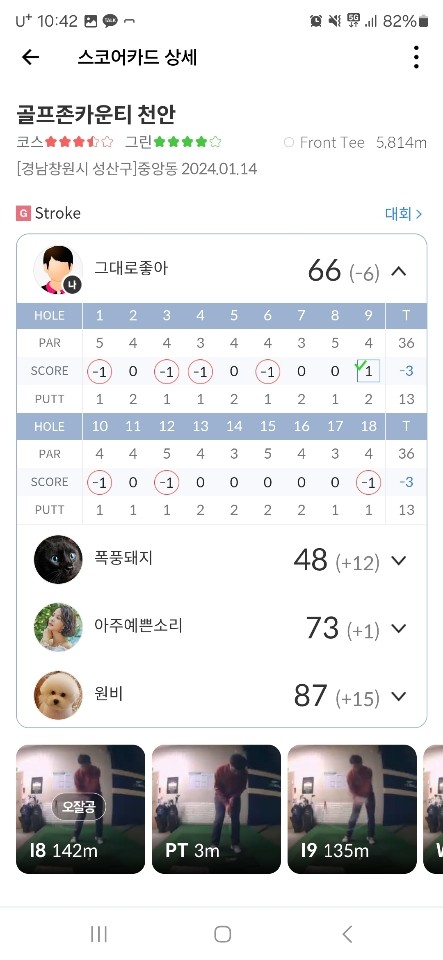 U+ 10:42 TALK 5G 82%
스코어카드 상세
골프존카운티 천안
코스 그린 Front Tee 5,814m
[경남창원시 성산구]중앙동 2024.01.14
G Stroke 대회 >
그대로좋아 66 (-6)
나
HOLE 1 2 3 4 5 6 7 8 9 T
PAR 5 4 4 3 4 4 3 5 4 36
SCORE -1 0 -1 -1 0 -1 0 0 1 -3
PUTT 1 2 1 1 2 1 2 1 2 13
HOLE 10 11 12 13 14 15 16 17 18 T
PAR 4 4 5 4 3 5 4 3 4 36
SCORE -1 0 -1 0 0 0 0 0 -1 -3
PUTT 1 1 1 2 2 2 2 1 1 13
폭풍돼지 48 (+12)
아주예쁜소리 73 (+1)
원비 87 (+15)
오잘공
I8 142m PT 3m I9 135m W